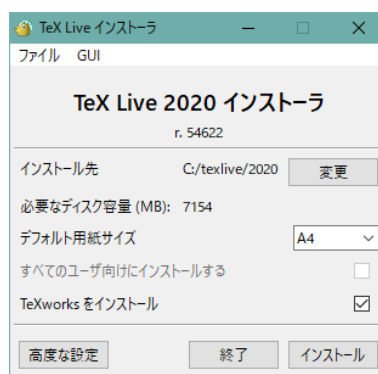 TeX Live インストーラ
ファイル GUI
TeX Live 2020 インストーラ
r. 54622
インストール先 C:/texlive/2020 変更
必要なディスク容量 (MB): 7154
デフォルト用紙サイズ A4
すべてのユーザ向けにインストールする
TeXworks をインストール
高度な設定 終了 インストール